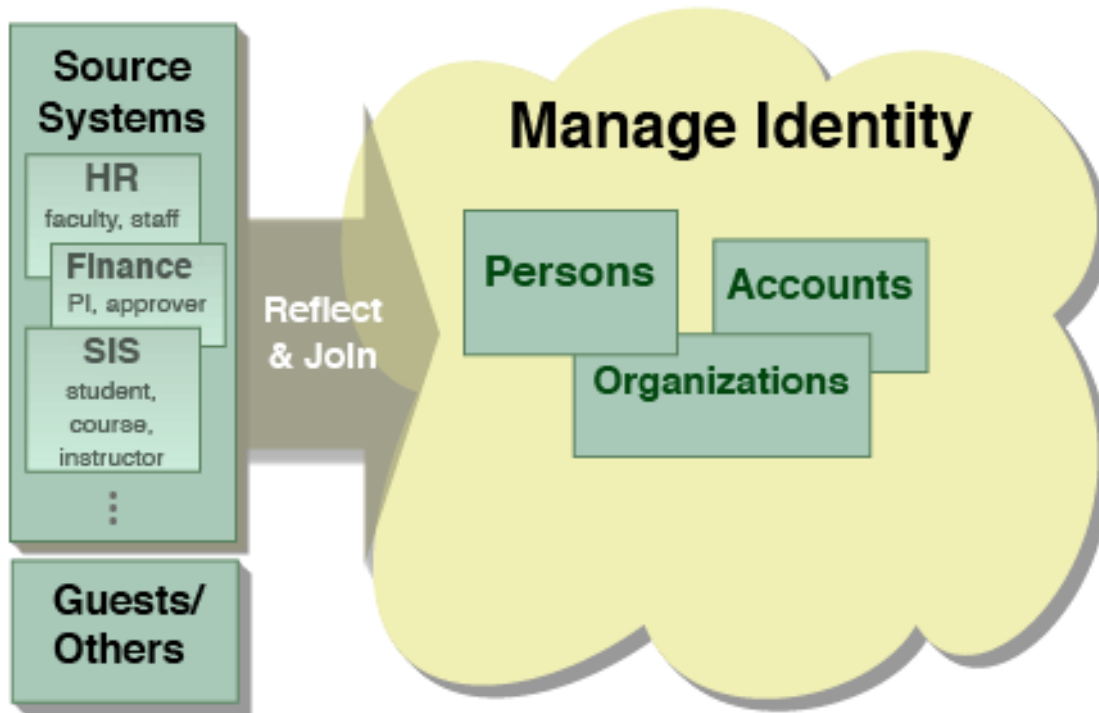 Source
Systems
HR
faculty, staff
Finance
PI, approver
SIS
student,
course,
instructor
Guests/
Others
Reflect
& Join
Manage Identity
Persons
Accounts
Organizations